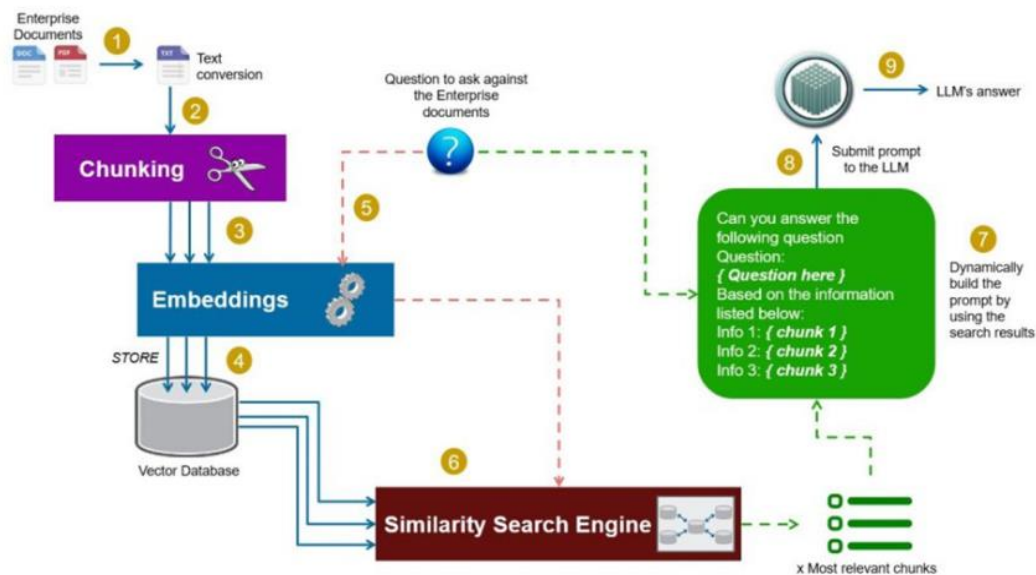 Enterprise
Documents
1
DOC
PDF
TXT
Text
conversion
2
Chunking
3
Embeddings
STORE
4
Vector Database
Question to ask against
the Enterprise
documents
?
5
6
Similarity Search Engine
x Most relevant chunks
7
Dynamically
build the
prompt by
using the
search results
Can you answer the
following question
Question:
{ Question here }
Based on the information
listed below:
Info 1: { chunk 1 }
Info 2: { chunk 2 }
Info 3: { chunk 3 }
8
Submit prompt
to the LLM
9
LLM's answer